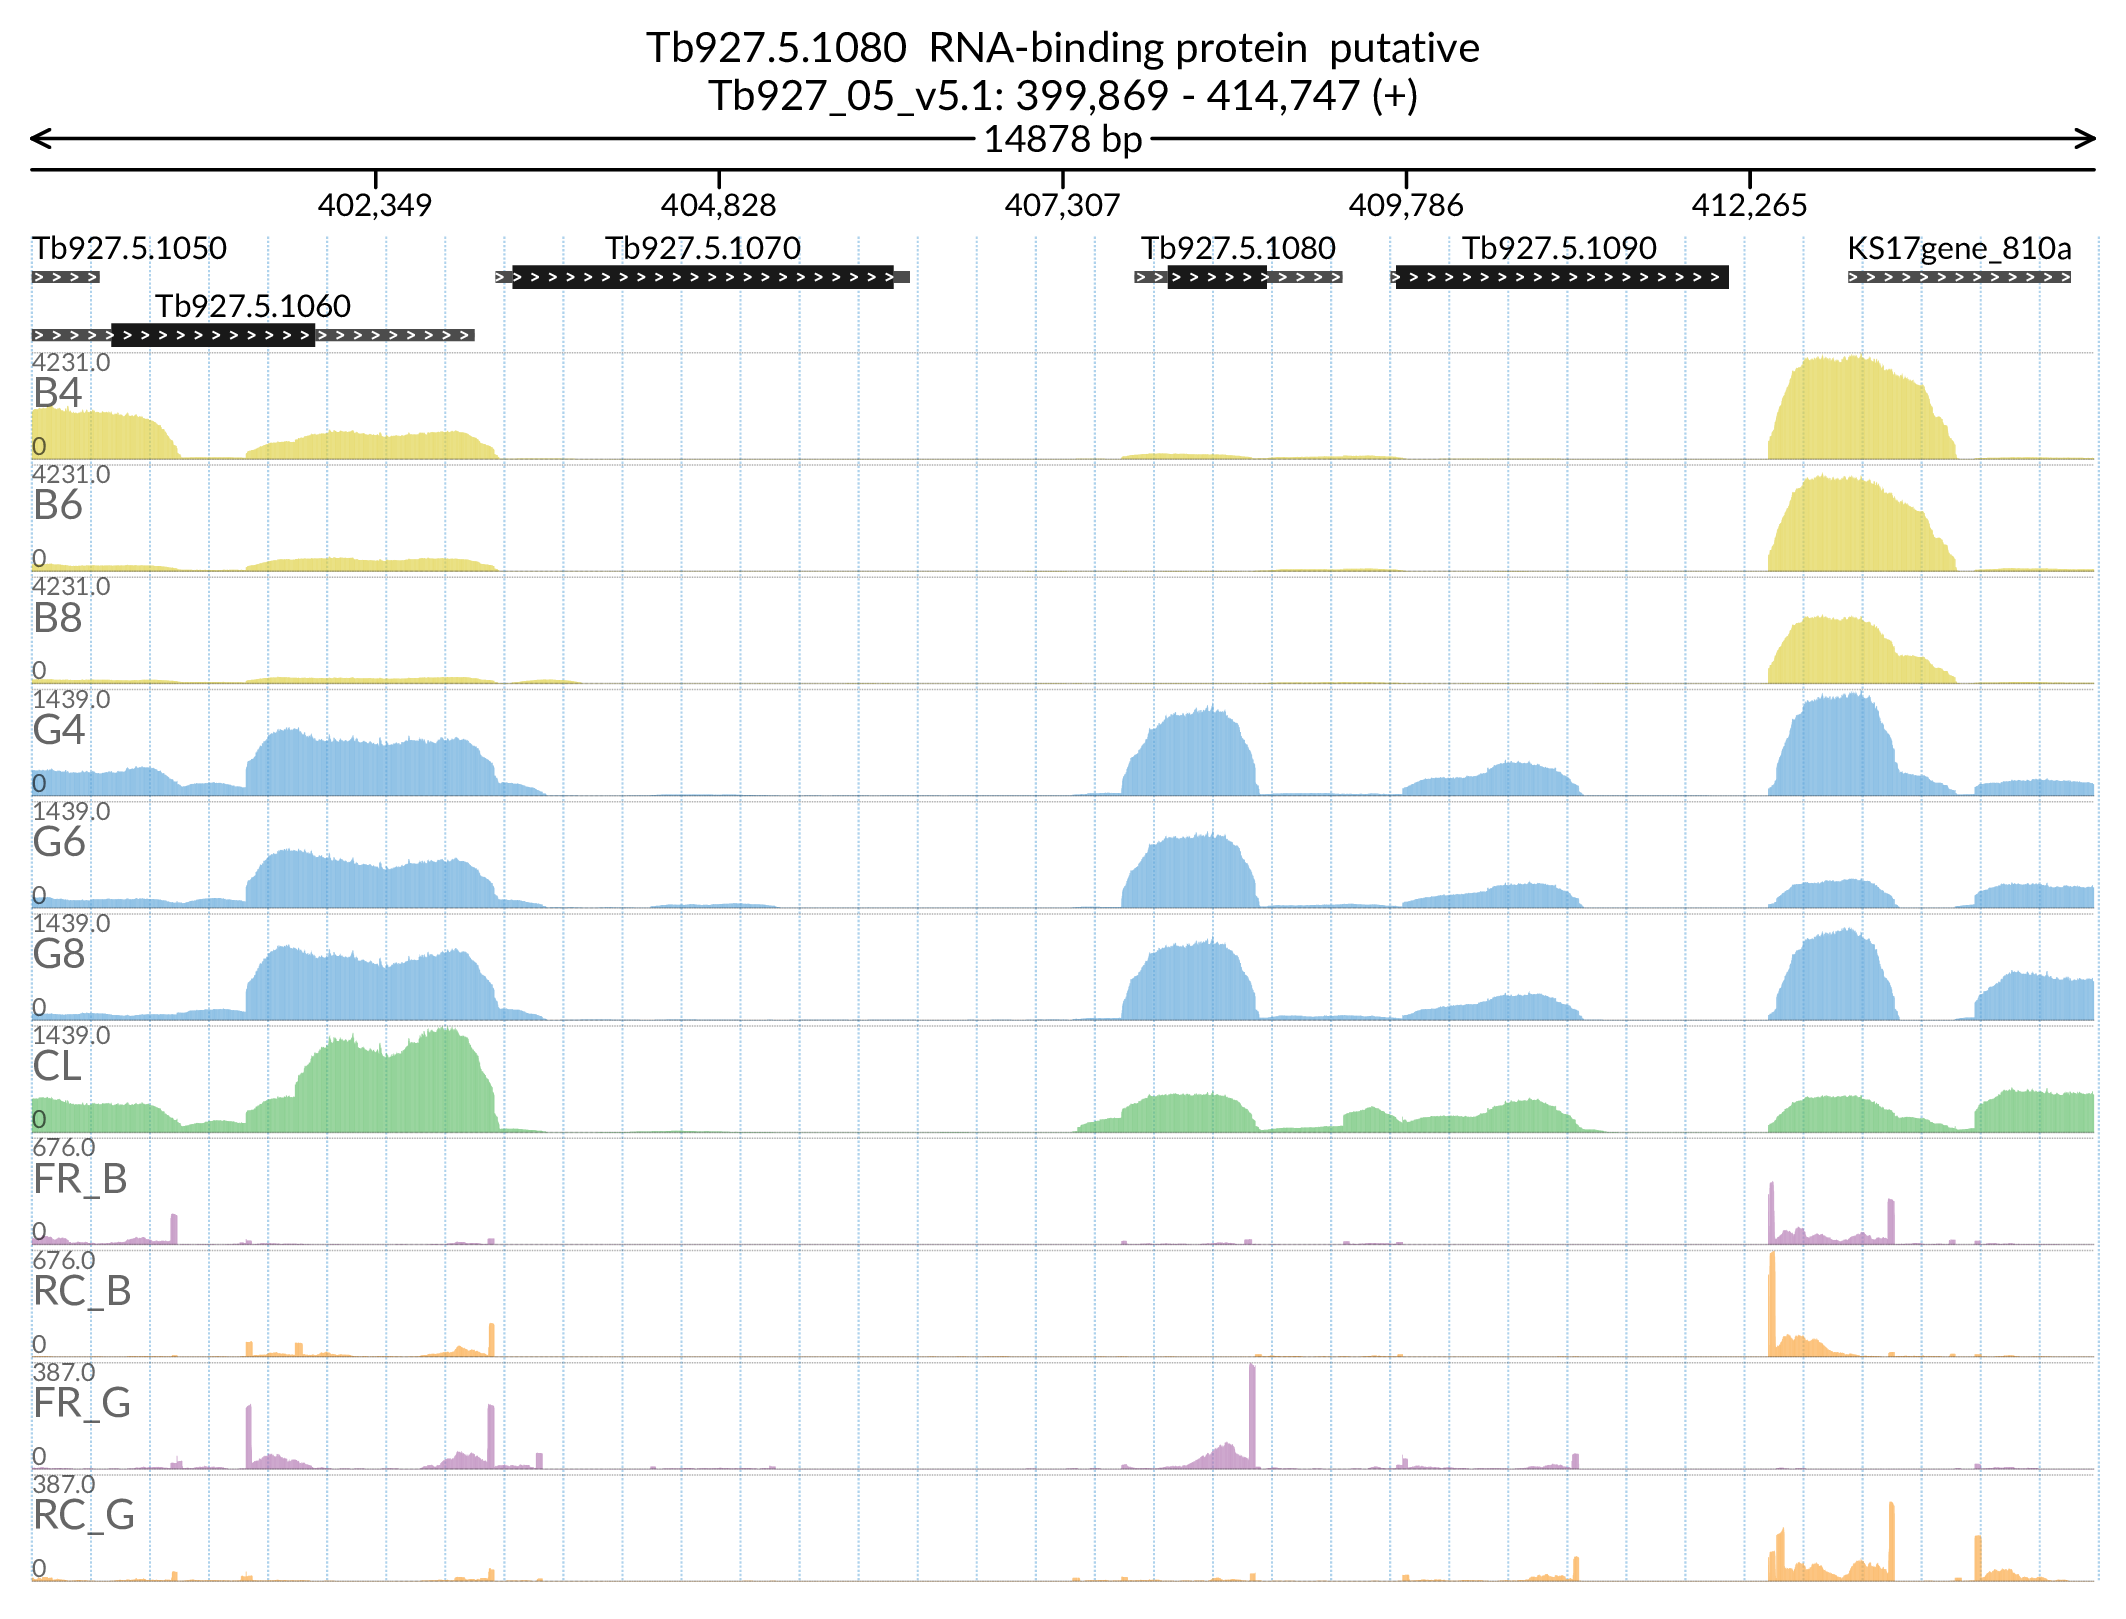 Tb927.5.1080  RNA-binding protein  putative
Tb927_05_v5.1: 399,869 - 414,747 (+)
14878 bp
402,349 404,828 407,307 409,786 412,265
Tb927.5.1050 Tb927.5.1070 Tb927.5.1080 Tb927.5.1090 KS17gene_810a
Tb927.5.1060
4231.0
B4
0
4231.0
B6
0
4231.0
B8
0
1439.0
G4
0
1439.0
G6
0
1439.0
G8
0
1439.0
CL
0
676.0
FR_B
0
676.0
RC_B
0
387.0
FR_G
0
387.0
RC_G
0